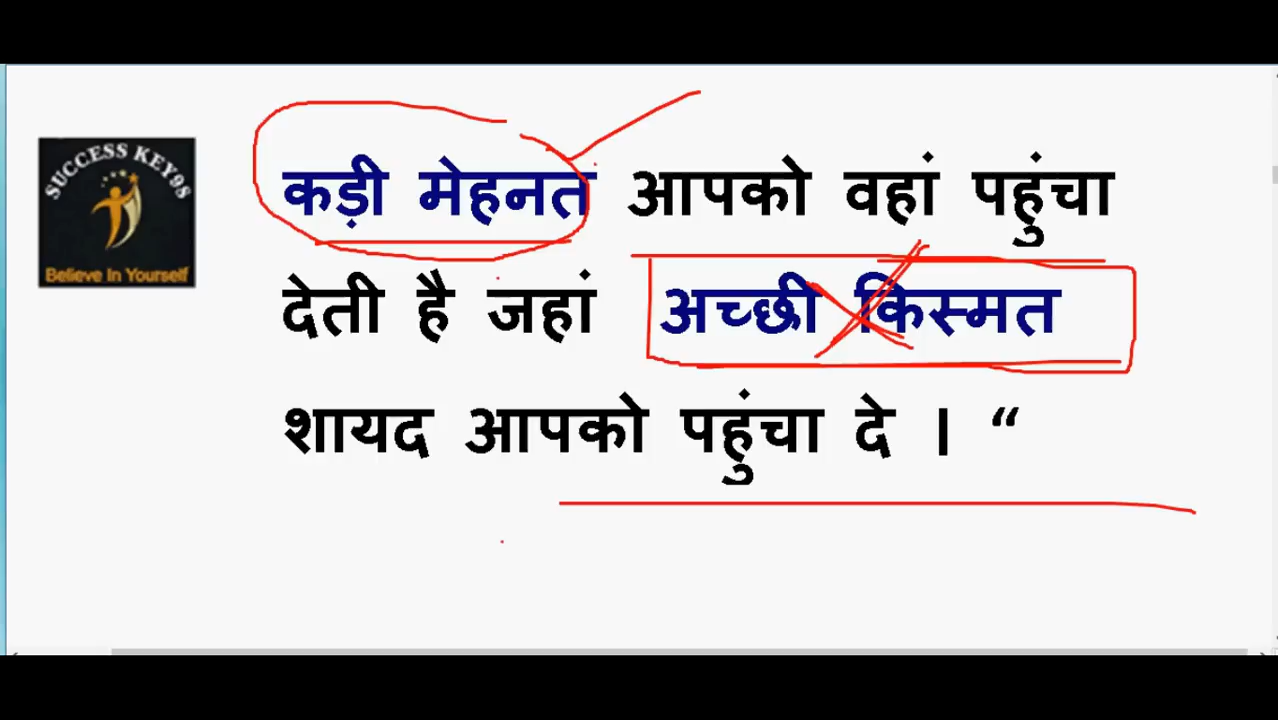 SUCCESS KEY98
Believe In Yourself
कड़ी मेहनत आपको वहां पहुंचा
देती है जहां अच्छी किस्मत
शायद आपको पहुंचा दे । “